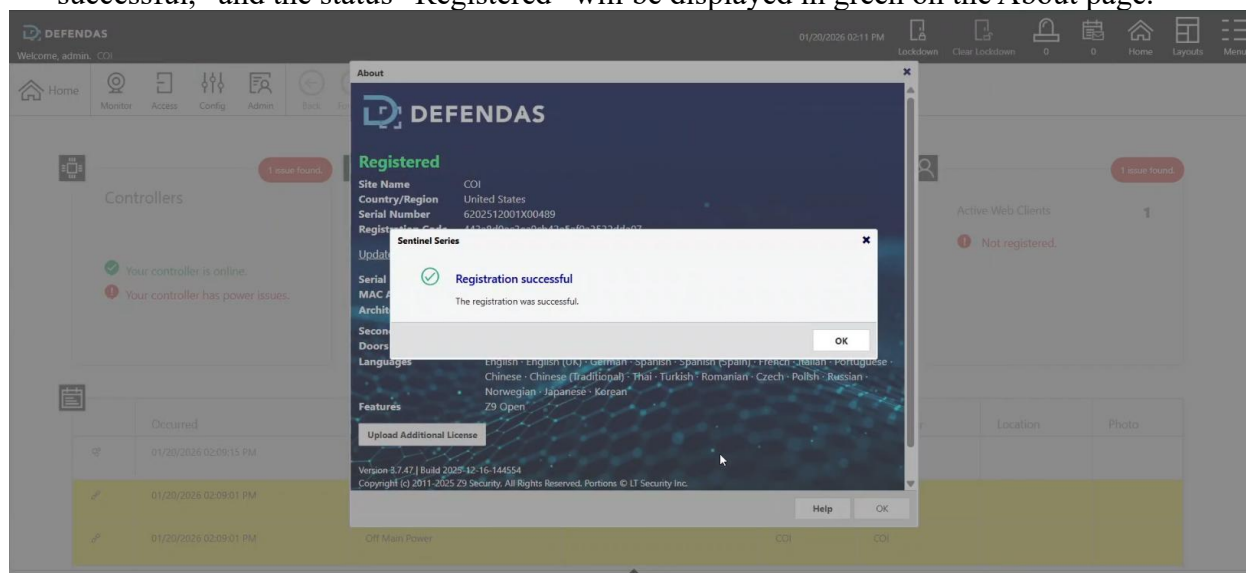 successful," and the status "Registered" will be displayed in green on the About page.
DEFENDAS
01/20/2026 02:11 PM
Welcome, admin. COI
Lockdown Clear Lockdown 0 0 Home Layouts Menu
Home
Monitor Access Config Admin Back
About
DEFENDAS
Registered
Site Name COI
Country/Region United States
Serial Number 6202512001X00489
Sentinel Series
Registration successful
The registration was successful.
OK
Doors
Languages English · English (UK) · German · Spanish · Spanish (Spain) · French · Italian · Portuguese ·
Chinese · Chinese (Traditional) · Thai · Turkish · Romanian · Czech · Polish · Russian ·
Norwegian · Japanese · Korean
Features Z9 Open
Upload Additional License
Version 3.7.47 | Build 2025-12-16-144554
Copyright (c) 2011-2025 Z9 Security. All Rights Reserved. Portions © LT Security Inc.
Help OK
1 issue found.
Controllers
Your controller is online.
Your controller has power issues.
1 issue found.
Active Web Clients 1
Not registered.
Occurred Location Photo
01/20/2026 02:09:15 PM
01/20/2026 02:09:01 PM
01/20/2026 02:09:01 PM Off Main Power COI COI